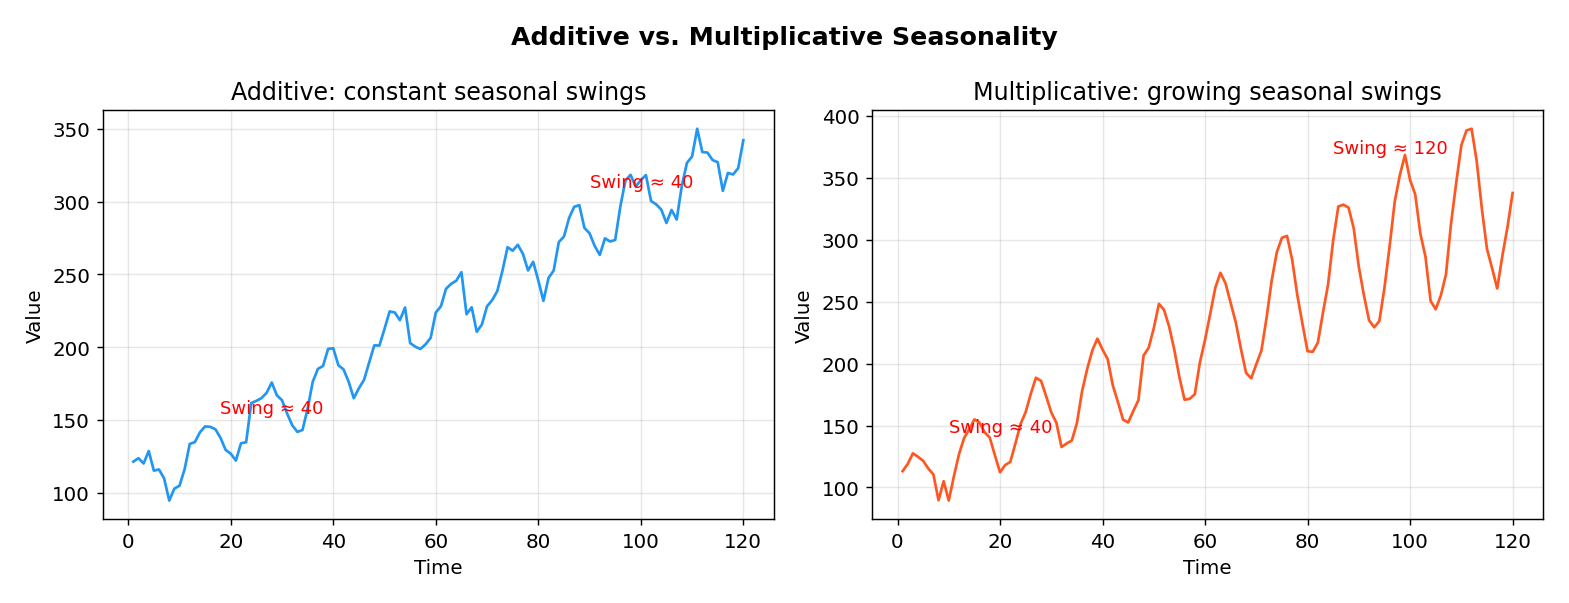 Additive vs. Multiplicative Seasonality
Additive: constant seasonal swings
350
300
250
200
150
100
Value
Swing ≈ 40
Swing ≈ 40
0 20 40 60 80 100 120
Time
Multiplicative: growing seasonal swings
400
350
300
250
200
150
100
Value
Swing ≈ 120
Swing ≈ 40
0 20 40 60 80 100 120
Time